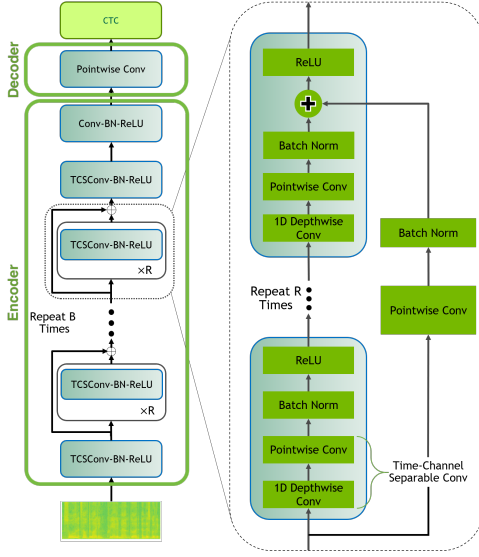 CTC
Decoder
Pointwise Conv
Encoder
Conv-BN-ReLU
TCSConv-BN-ReLU
TCSConv-BN-ReLU
×R
Repeat B
Times
TCSConv-BN-ReLU
×R
TCSConv-BN-ReLU
ReLU
+
Batch Norm
Pointwise Conv
1D Depthwise
Conv
Batch Norm
Pointwise Conv
Repeat R
Times
ReLU
Batch Norm
Pointwise Conv
1D Depthwise
Conv
Time-Channel
Separable Conv